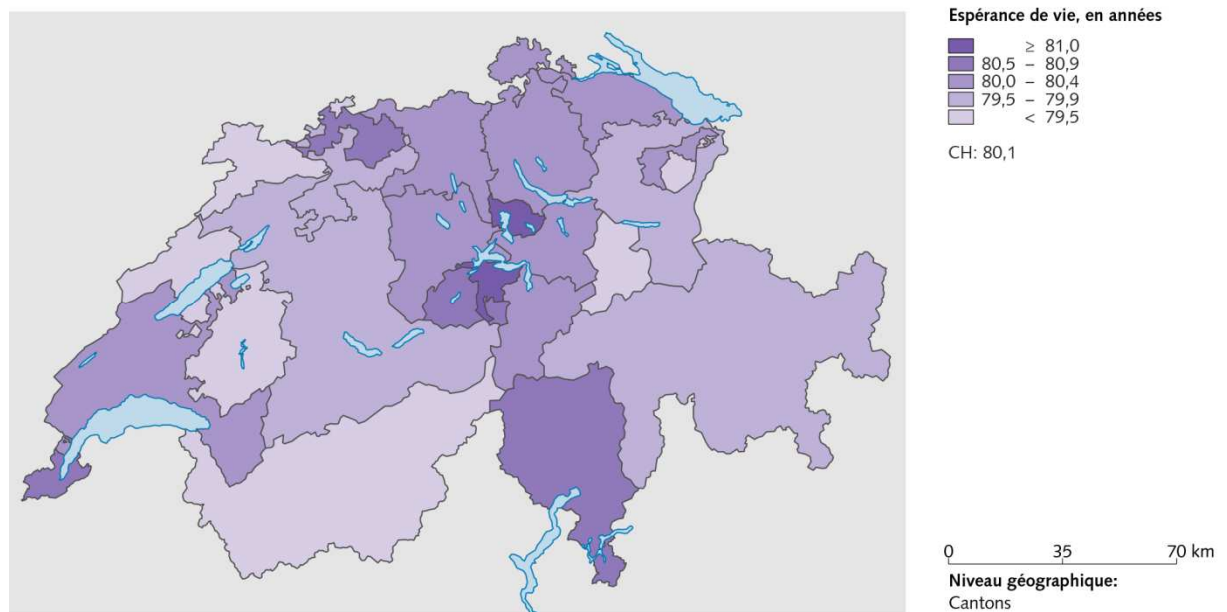 Espérance de vie, en années
≥ 81,0
80,5 – 80,9
80,0 – 80,4
79,5 – 79,9
< 79,5
CH: 80,1
0 35 70 km
Niveau géographique:
Cantons